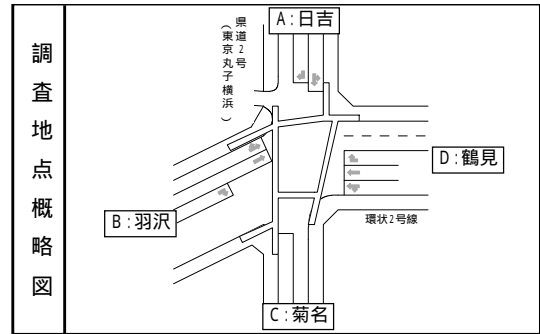 調査地点概略図
A:日吉
県道2号
(東京丸子横浜)
D:鶴見
B:羽沢
環状2号線
C:菊名